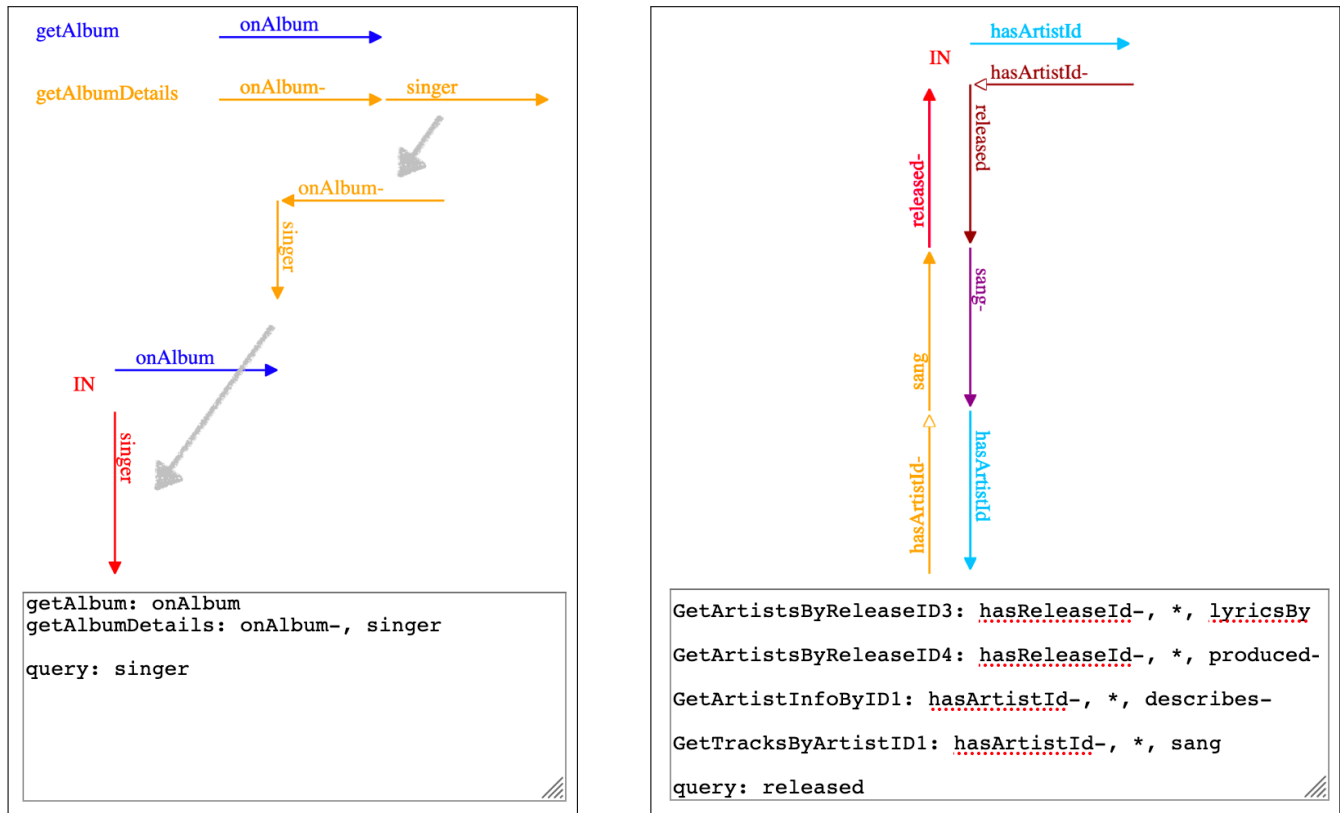 getAlbum
onAlbum
getAlbumDetails
onAlbum-
singer
onAlbum-
singer
onAlbum
IN
singer
getAlbum: onAlbum
getAlbumDetails: onAlbum-, singer
query: singer
hasArtistId
IN
hasArtistId-
released
released-
sang-
sang
hasArtistId
hasArtistId-
GetArtistsByReleaseID3: hasReleaseId-, *, lyricsBy
GetArtistsByReleaseID4: hasReleaseId-, *, produced-
GetArtistInfoByID1: hasArtistId-, *, describes-
GetTracksByArtistID1: hasArtistId-, *, sang
query: released